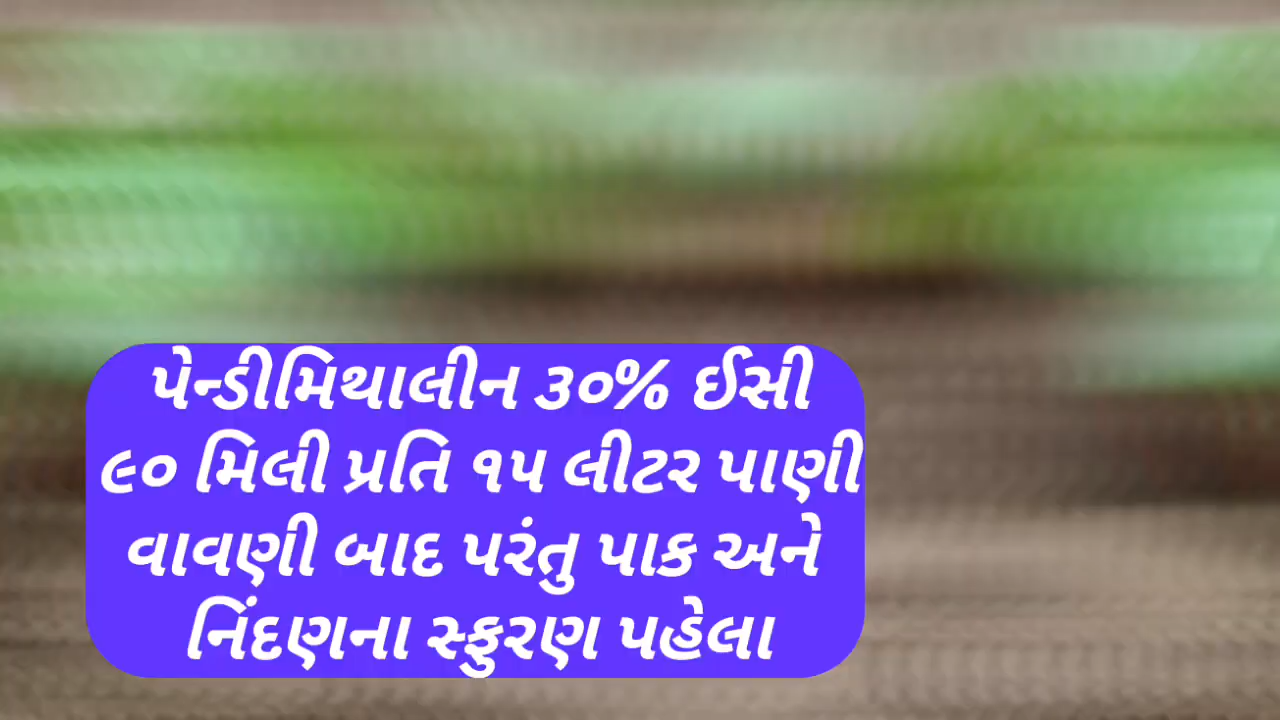 પેન્ડીમિથાલીન ૩૦% ઈસી
૯૦ મિલી પ્રતિ ૧૫ લીટર પાણી
વાવણી બાદ પરંતુ પાક અને
નિંદણના સ્ફુરણ પહેલા